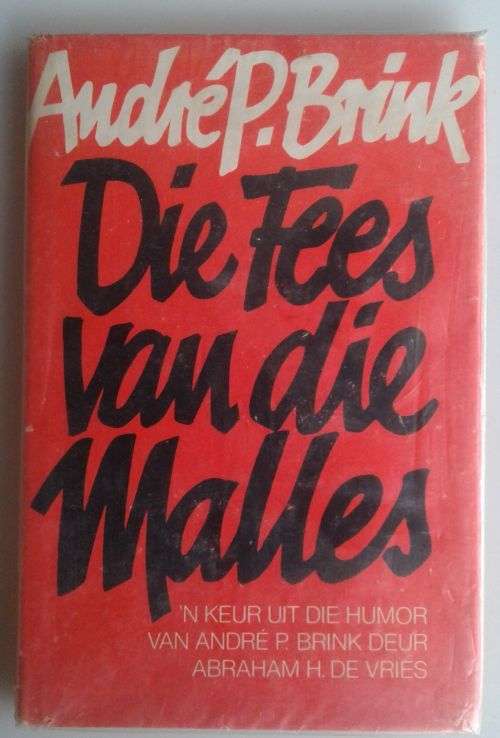 André P. Brink
Die Fees
van die
Malles
'N KEUR UIT DIE HUMOR
VAN ANDRÉ P. BRINK DEUR
ABRAHAM H. DE VRIES